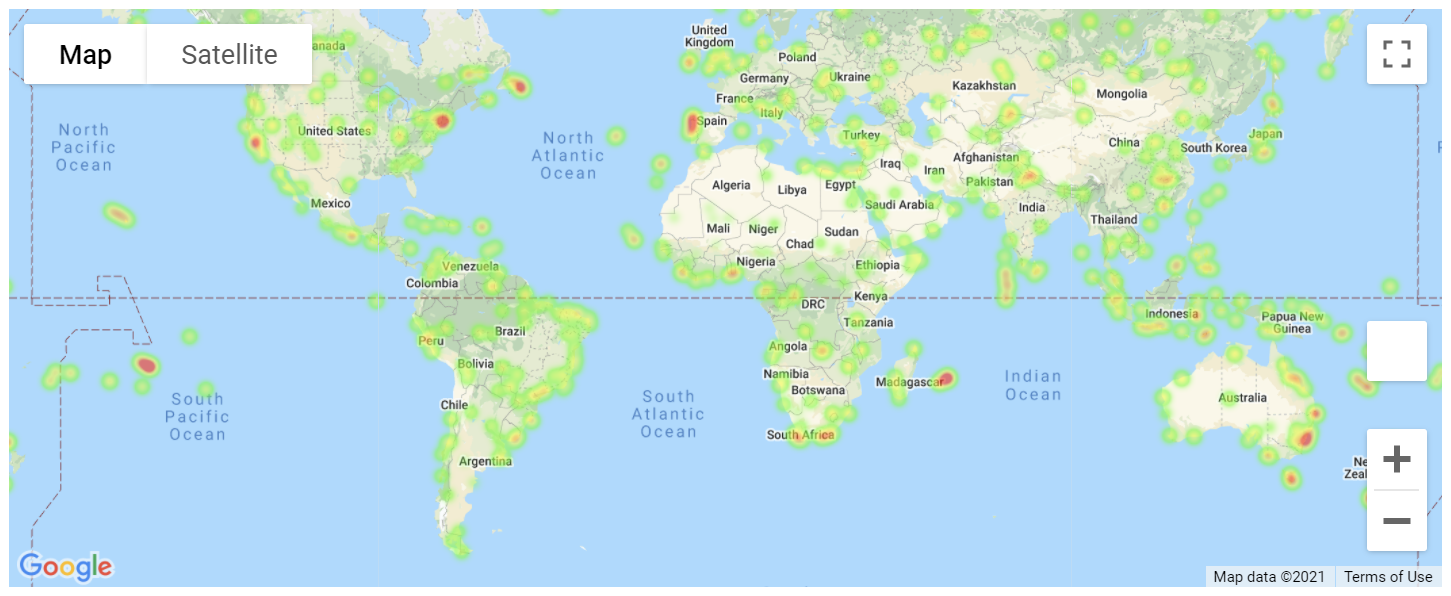 Map
Satellite
anada
United
Kingdom
Poland
Germany
Ukraine
Kazakhstan
Mongolia
France
Italy
Spain
Turkey
United States
North
Pacific
Ocean
North
Atlantic
Ocean
Japan
China
South Korea
Iraq
Iran
Afghanistan
Pakistan
Algeria
Libya
Egypt
Saudi Arabia
India
Mexico
Thailand
Mali
Niger
Chad
Sudan
Nigeria
Ethiopia
Venezuela
Colombia
DRC
Kenya
Tanzania
Indonesia
Papua New
Guinea
Brazil
Peru
Bolivia
Angola
Namibia
Botswana
Madagascar
Indian
Ocean
Australia
South
Pacific
Ocean
Chile
South
Atlantic
Ocean
South Africa
Argentina
Ne
Zeal
Google
Map data ©2021
Terms of Use